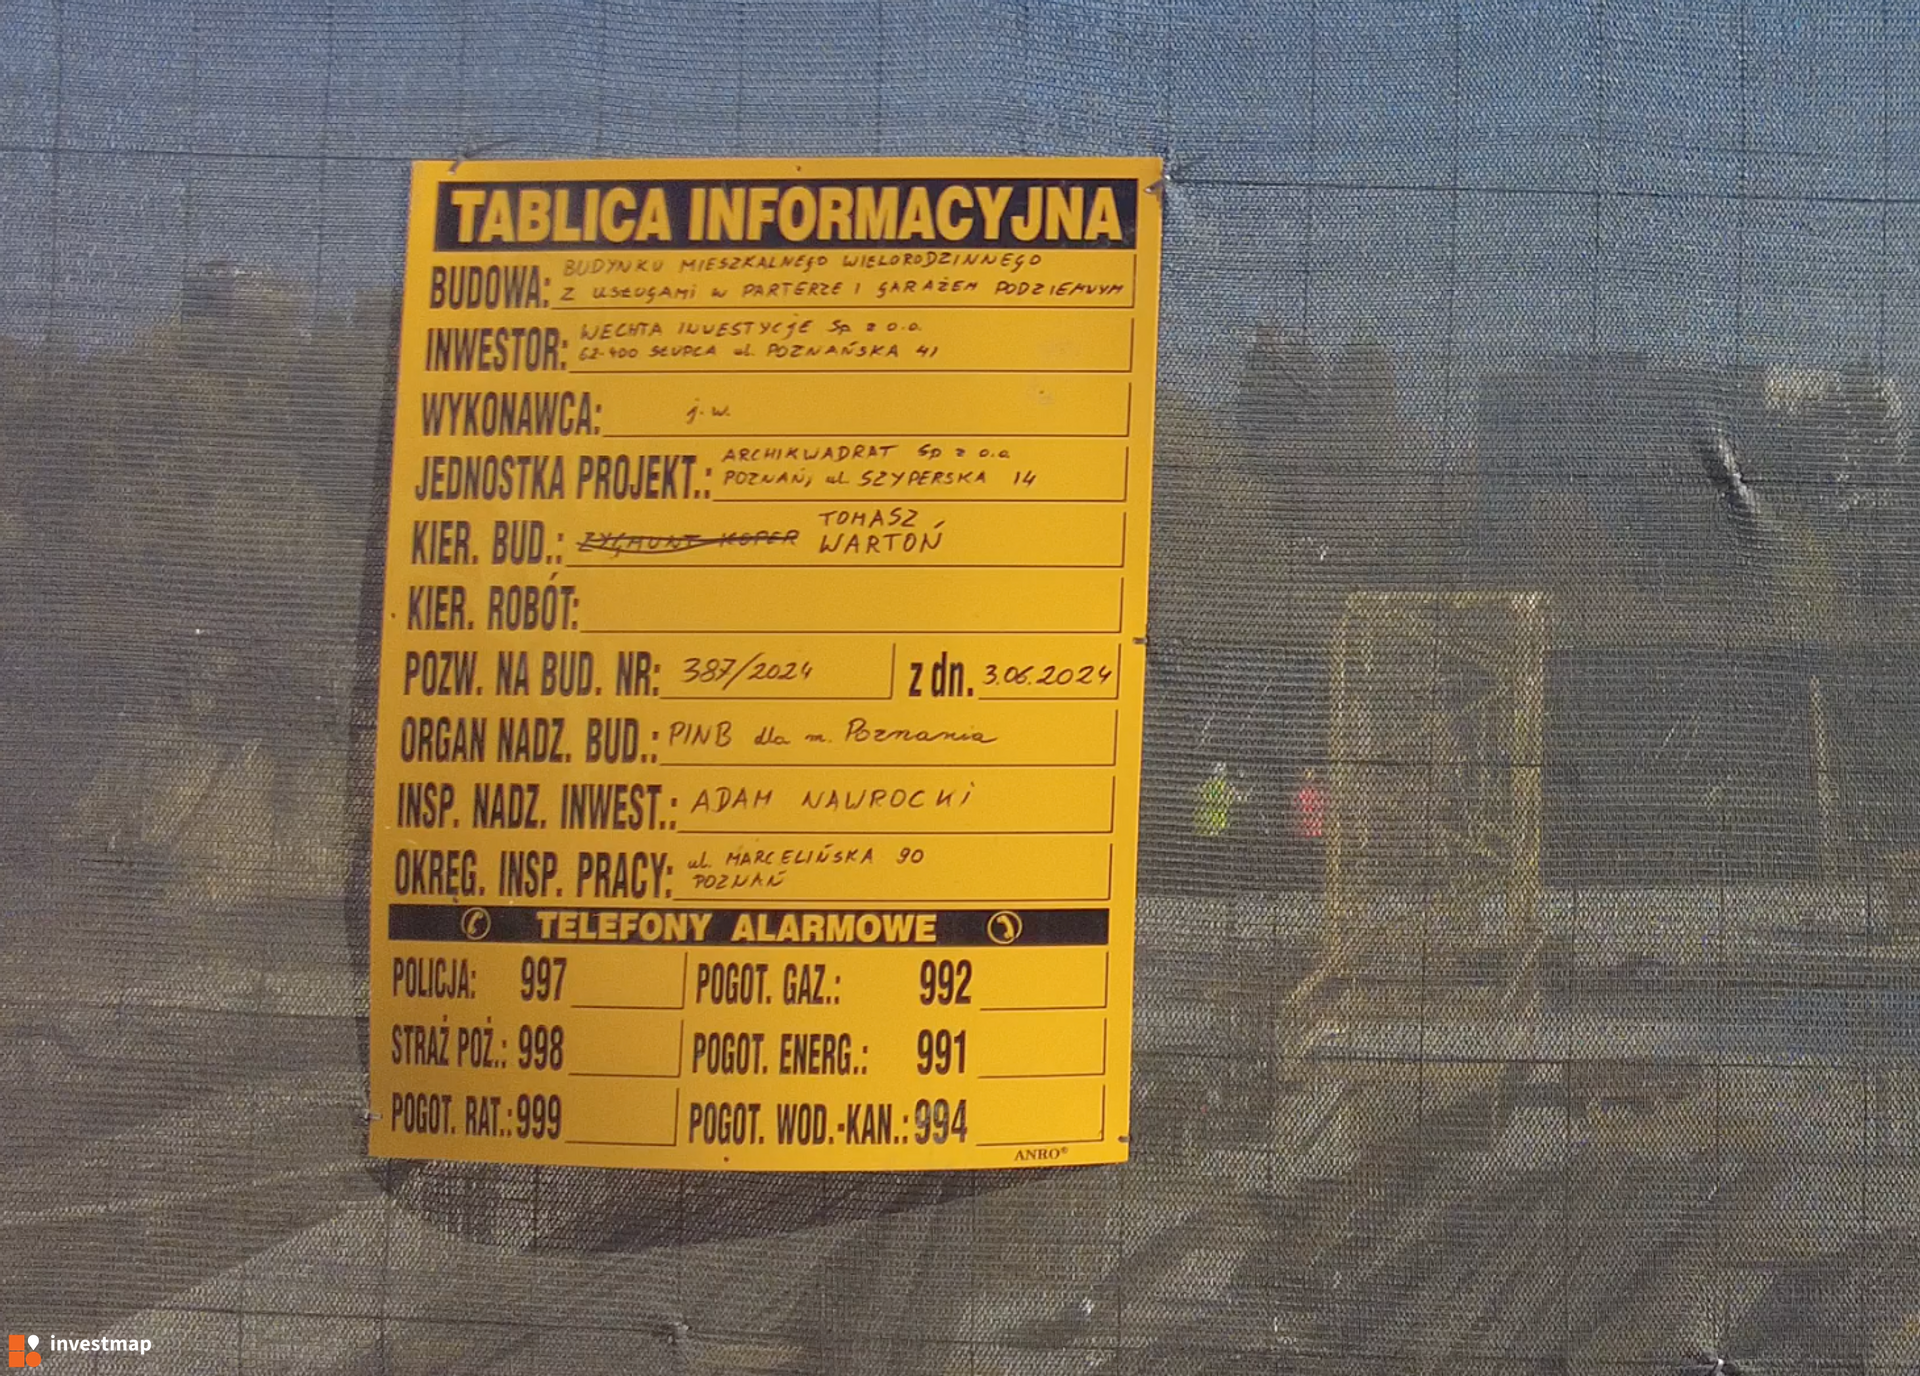 TABLICA INFORMACYJNA
BUDOWA: BUDYNKU MIESZKALNEGO WIELORODZINNEGO
Z USŁUGAMI W PARTERZE I GARAŻEM PODZIEMNYM
INWESTOR: WECHTA INWESTYCJE Sp z o.o.
62-400 SŁUPCA ul. POZNAŃSKA 41
WYKONAWCA: j.w.
JEDNOSTKA PROJEKT.: ARCHIKWADRAT Sp z o.o.
POZNAŃ, ul. SZYPERSKA 14
KIER. BUD.: ZYGMUNT KOPER TOMASZ
WARTOŃ
KIER. ROBÓT:
POZW. NA BUD. NR: 387/2024 z dn. 3.06.2024
ORGAN NADZ. BUD.: PINB dla m. Poznania
INSP. NADZ. INWEST.: ADAM NAWROCKI
OKRĘG. INSP. PRACY: ul. MARCELIŃSKA 90
POZNAŃ
TELEFONY ALARMOWE
POLICJA: 997 POGOT. GAZ.: 992
STRAŻ POŻ.: 998 POGOT. ENERG.: 991
POGOT. RAT.: 999 POGOT. WOD.-KAN.: 994
ANRO®
investmap